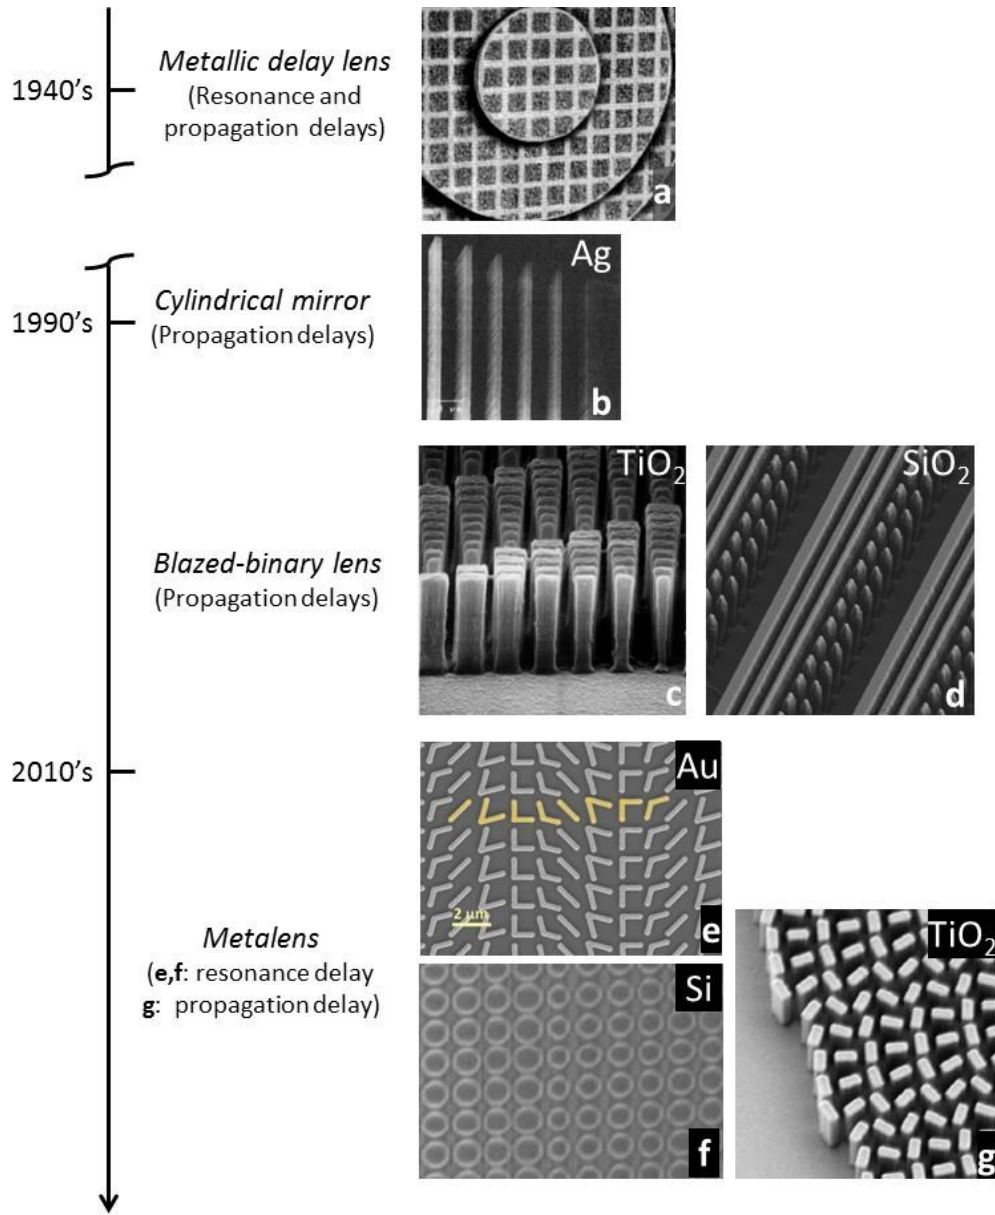 1940's
Metallic delay lens
(Resonance and
propagation delays)
a
1990's
Cylindrical mirror
(Propagation delays)
Ag
b
Blazed-binary lens
(Propagation delays)
TiO2
c
SiO2
d
2010's
Au
2 μm
e
Metalens
(e,f: resonance delay
g: propagation delay)
Si
f
TiO2
g